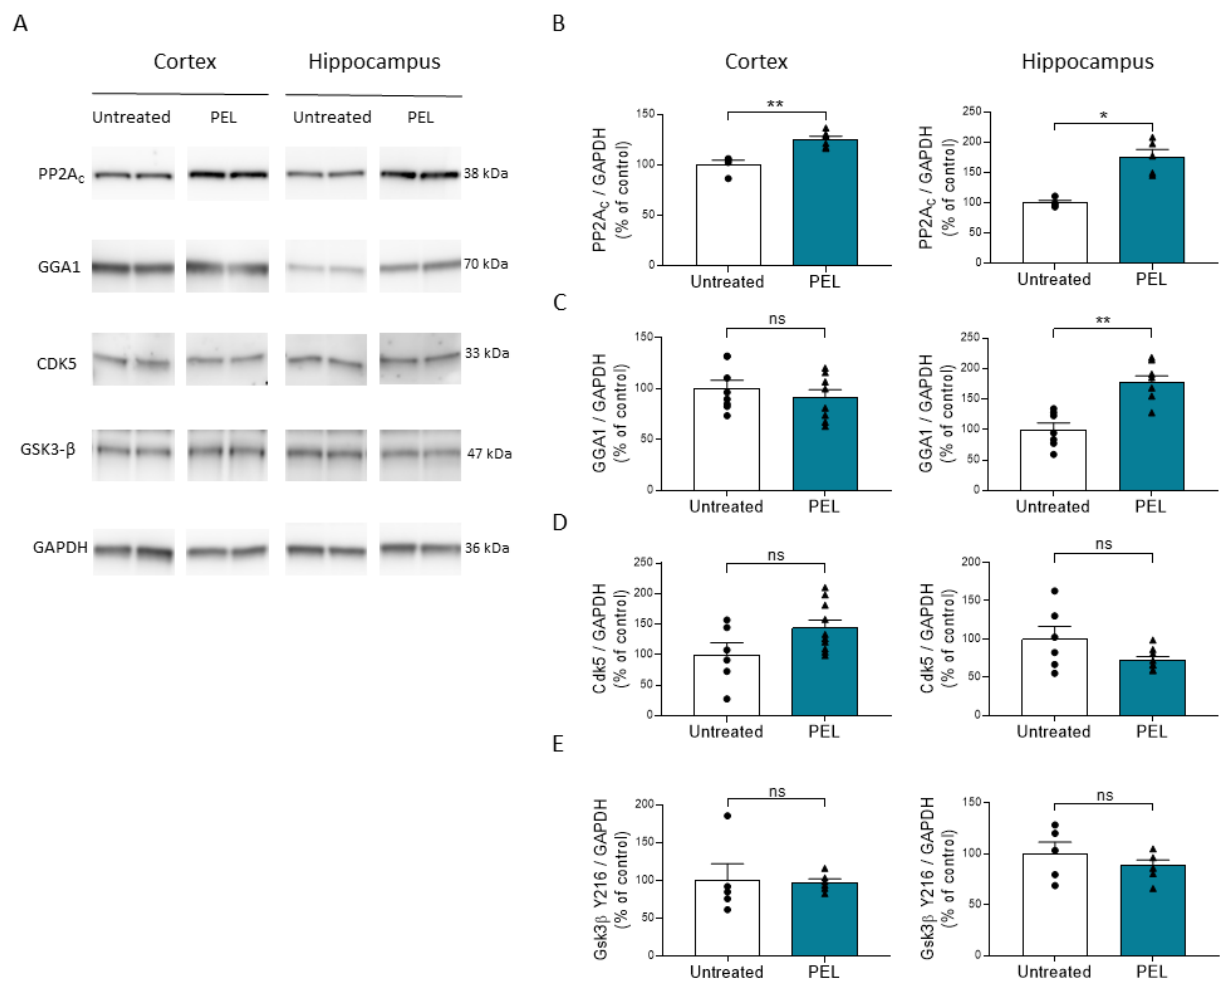 A
Cortex Hippocampus
Untreated PEL Untreated PEL
PP2Ac 38 kDa
GGA1 70 kDa
CDK5 33 kDa
GSK3-β 47 kDa
GAPDH 36 kDa
B
Cortex Hippocampus
PP2Ac / GAPDH
(% of control)
150
100
50
0
**
Untreated PEL
PP2Ac / GAPDH
(% of control)
250
200
150
100
50
0
*
Untreated PEL
C
GGA1 / GAPDH
(% of control)
150
100
50
0
ns
Untreated PEL
GGA1 / GAPDH
(% of control)
250
200
150
100
50
0
**
Untreated PEL
D
Cdk5 / GAPDH
(% of control)
250
200
150
100
50
0
ns
Untreated PEL
Cdk5 / GAPDH
(% of control)
200
150
100
50
0
ns
Untreated PEL
E
Gsk3β Y216 / GAPDH
(% of control)
200
150
100
50
0
ns
Untreated PEL
Gsk3β Y216 / GAPDH
(% of control)
150
100
50
0
ns
Untreated PEL